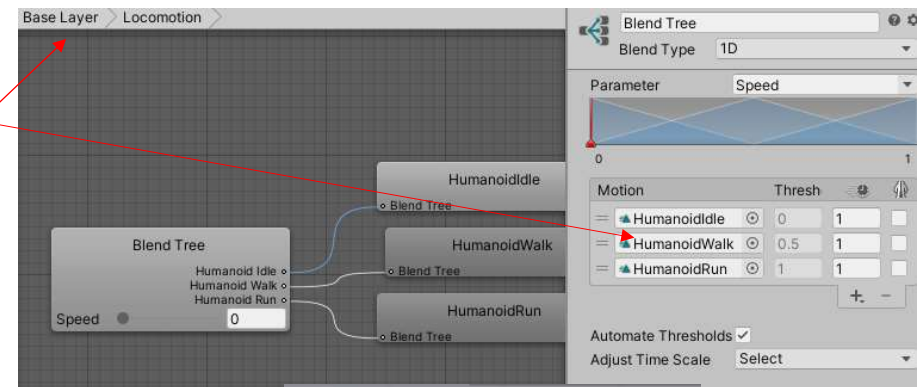 Base Layer
Locomotion
HumanoidIdle
Blend Tree
Blend Tree
Humanoid Idle
Humanoid Walk
Humanoid Run
Speed
0
HumanoidWalk
Blend Tree
HumanoidRun
Blend Tree
Blend Tree
Blend Type 1D
Parameter Speed
0 1
Motion Thresh
HumanoidIdle 0 1
HumanoidWalk 0.5 1
HumanoidRun 1 1
+ -
Automate Thresholds
Adjust Time Scale Select